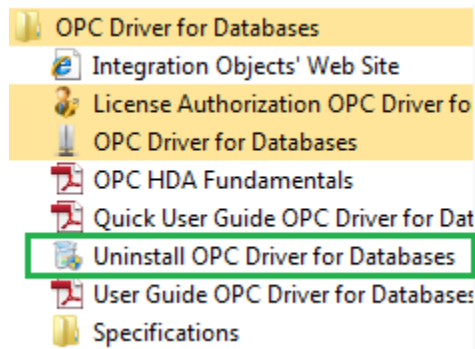 OPC Driver for Databases
Integration Objects' Web Site
License Authorization OPC Driver fo
OPC Driver for Databases
OPC HDA Fundamentals
Quick User Guide OPC Driver for Dat
Uninstall OPC Driver for Databases
User Guide OPC Driver for Databases
Specifications